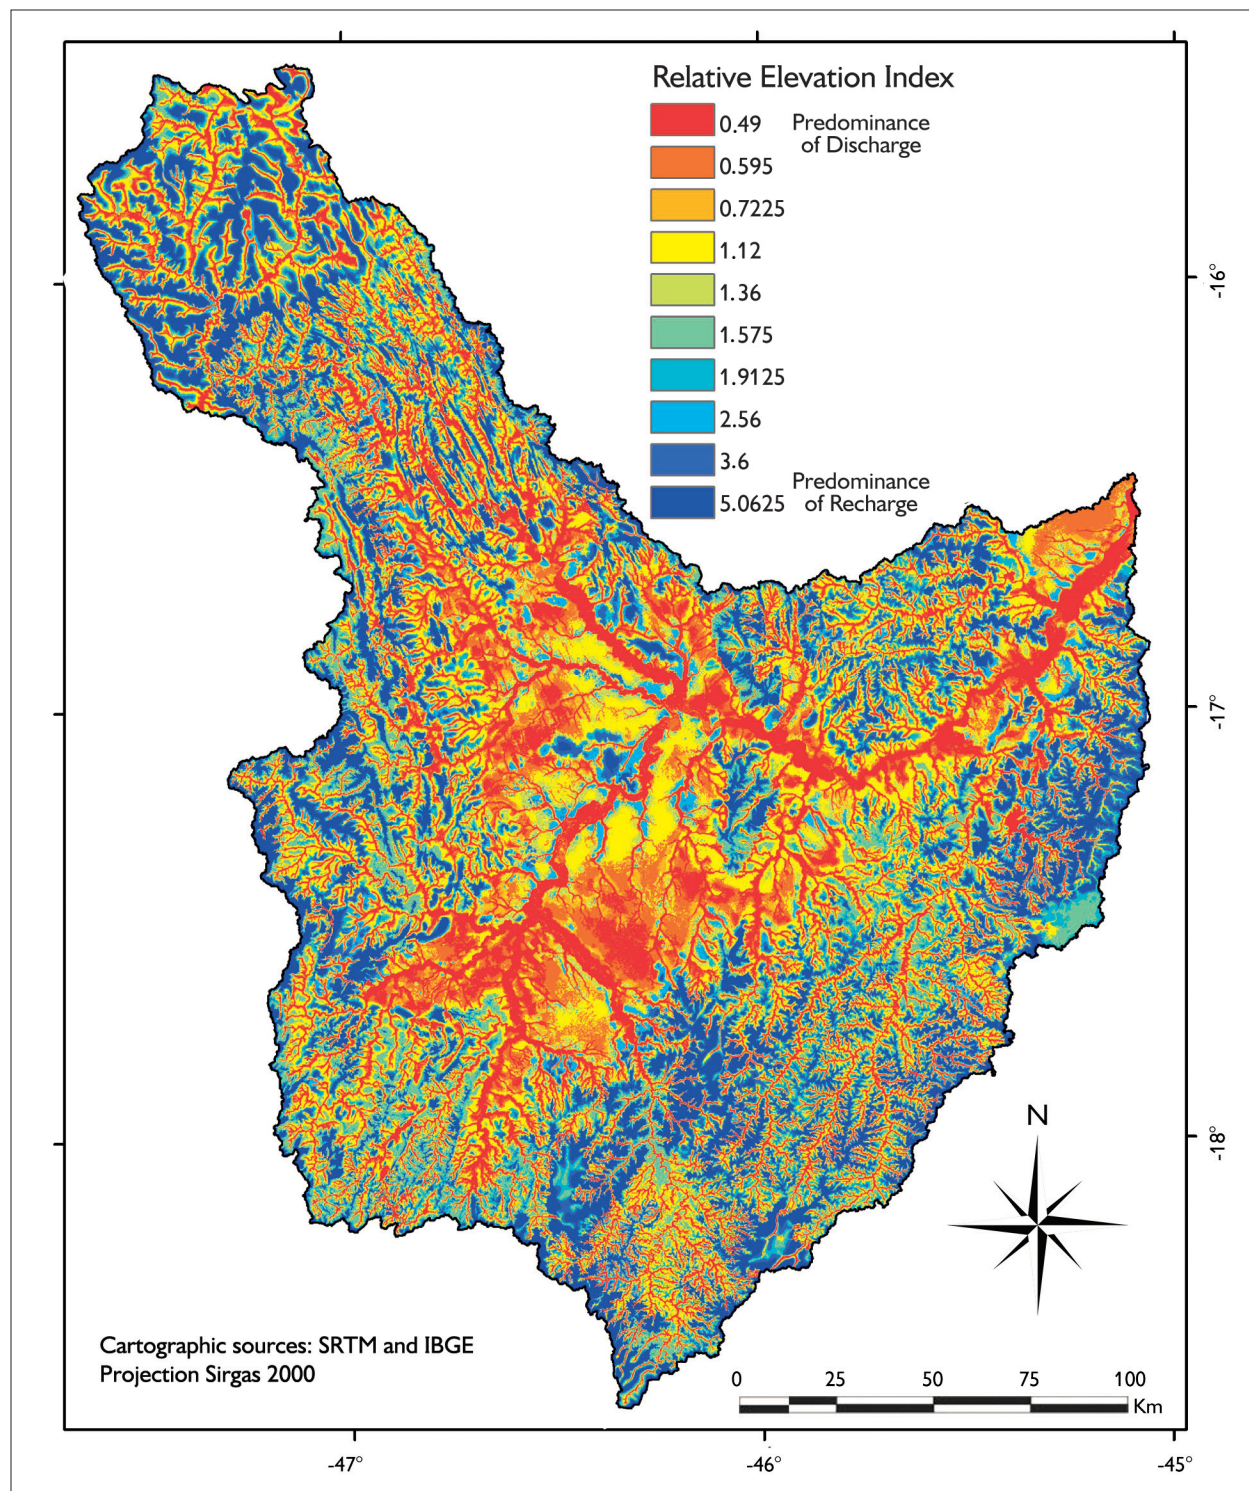 Relative Elevation Index
0.49
Predominance
of Discharge
0.595
0.7225
1.12
1.36
1.575
1.9125
2.56
3.6
Predominance
of Recharge
5.0625
-16°
-17°
-18°
N
Cartographic sources: SRTM and IBGE
Projection Sirgas 2000
0 25 50 75 100
Km
-47° -46° -45°